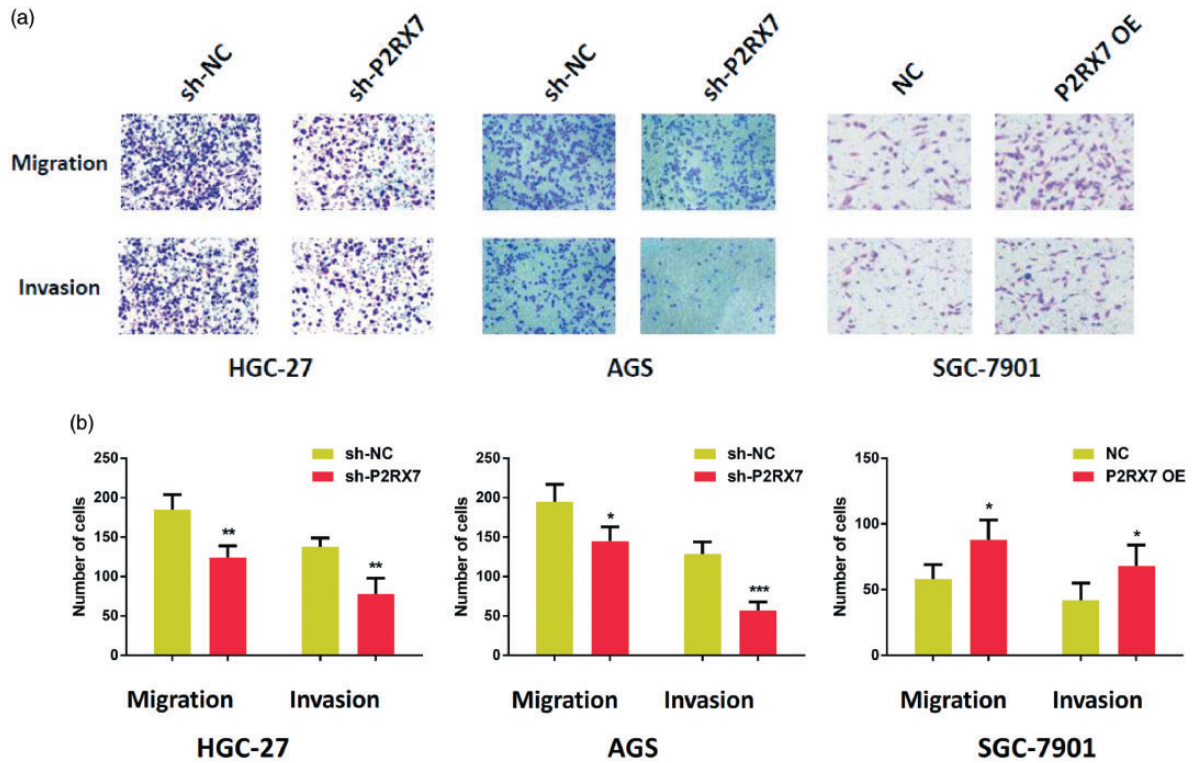 (a)
sh-NC sh-P2RX7 sh-NC sh-P2RX7 NC P2RX7 OE
Migration
Invasion
HGC-27 AGS SGC-7901
(b)
sh-NC
sh-P2RX7
Number of cells
250
200
150
100
50
0
**
**
Migration Invasion
HGC-27
sh-NC
sh-P2RX7
Number of cells
250
200
150
100
50
0
*
***
Migration Invasion
AGS
NC
P2RX7 OE
Number of cells
150
100
50
0
*
*
Migration Invasion
SGC-7901